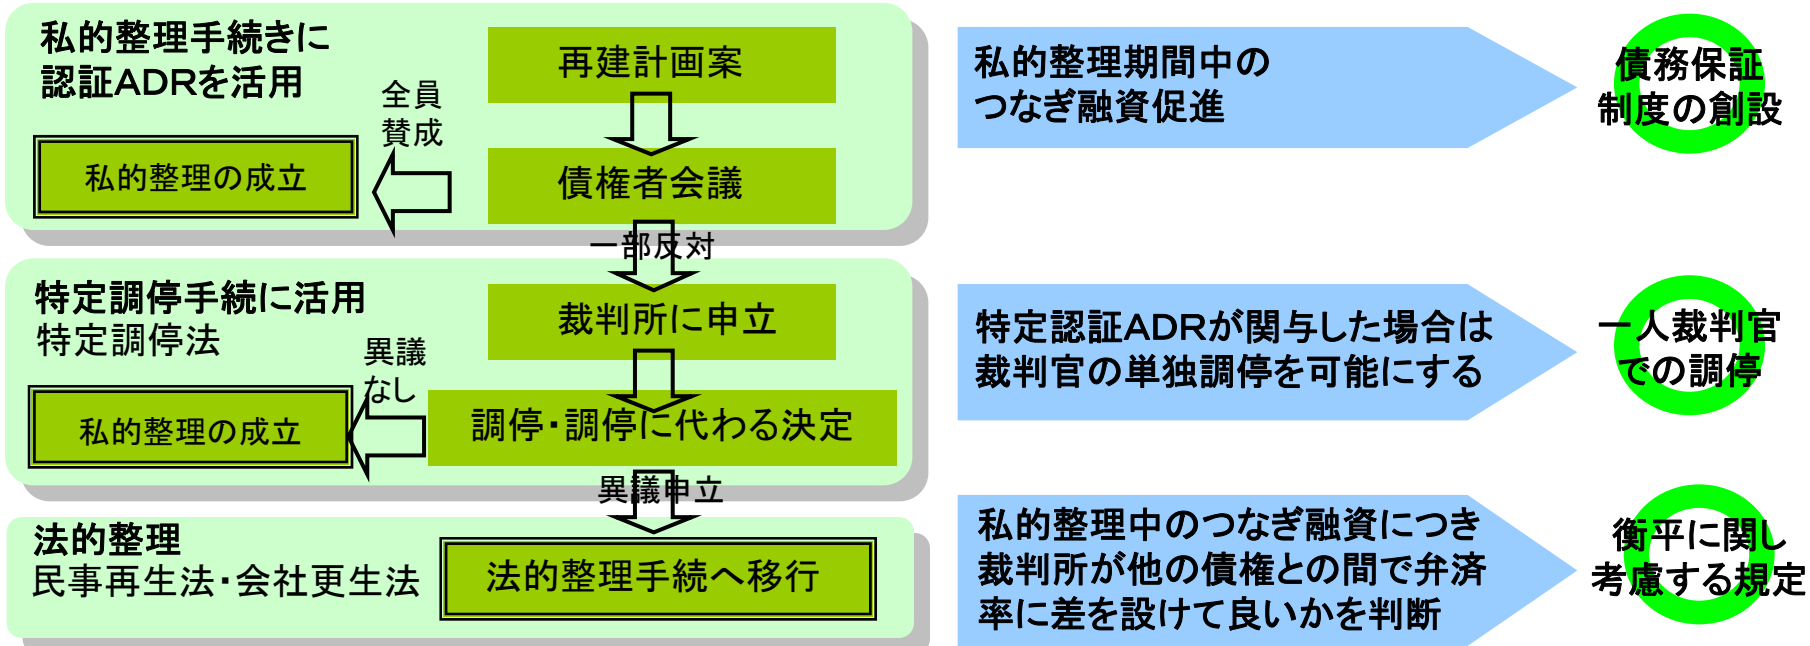 私的整理手続きに
認証ADRを活用
再建計画案
全員
賛成
私的整理の成立
債権者会議
一部反対
私的整理期間中の
つなぎ融資促進
債務保証
制度の創設
特定調停手続に活用
特定調停法
裁判所に申立
異議
なし
私的整理の成立
調停・調停に代わる決定
異議申立
特定認証ADRが関与した場合は
裁判官の単独調停を可能にする
一人裁判官
での調停
法的整理
民事再生法・会社更生法
法的整理手続へ移行
私的整理中のつなぎ融資につき
裁判所が他の債権との間で弁済
率に差を設けて良いかを判断
衡平に関し
考慮する規定